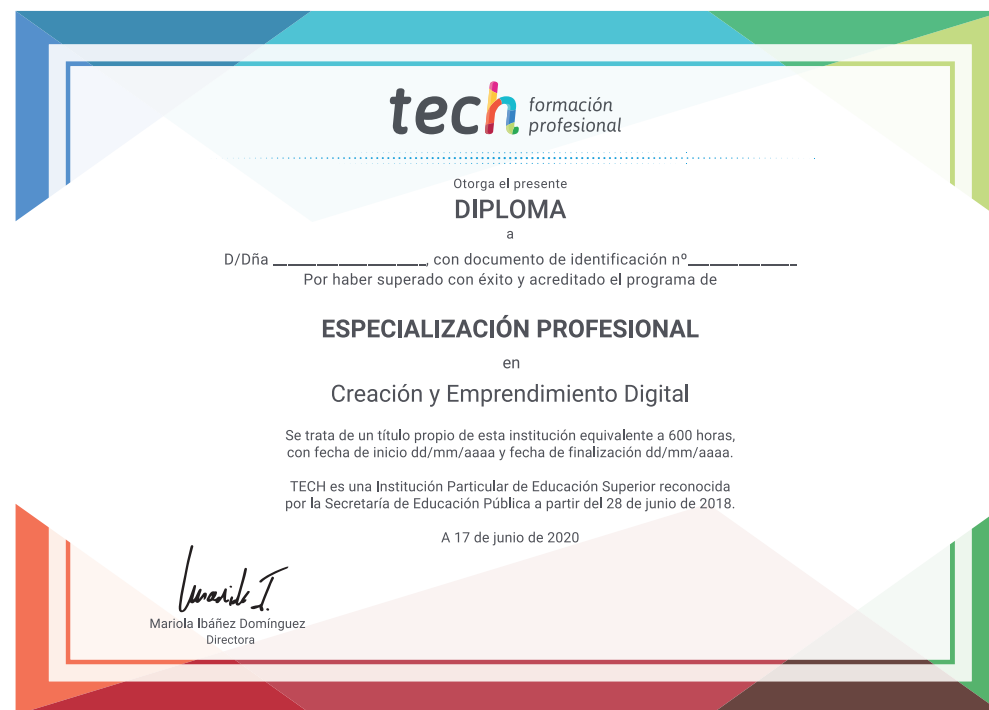 tech formación
profesional
Otorga el presente
DIPLOMA
a
D/Dña ____________________, con documento de identificación nº______________
Por haber superado con éxito y acreditado el programa de
ESPECIALIZACIÓN PROFESIONAL
en
Creación y Emprendimiento Digital
Se trata de un título propio de esta institución equivalente a 600 horas,
con fecha de inicio dd/mm/aaaa y fecha de finalización dd/mm/aaaa.
TECH es una Institución Particular de Educación Superior reconocida
por la Secretaría de Educación Pública a partir del 28 de junio de 2018.
A 17 de junio de 2020
Mariola Ibáñez Domínguez
Directora